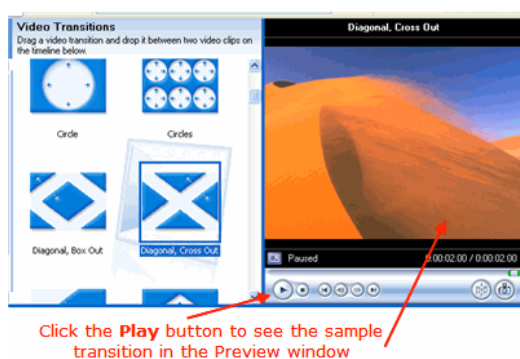 Video Transitions
Drag a video transition and drop it between two video clips on
the timeline below.
Circle
Circles
Diagonal, Box Out
Diagonal, Cross Out
Diagonal, Cross Out
Paused
0:00:02.00 / 0:00:02.00
Click the Play button to see the sample
transition in the Preview window